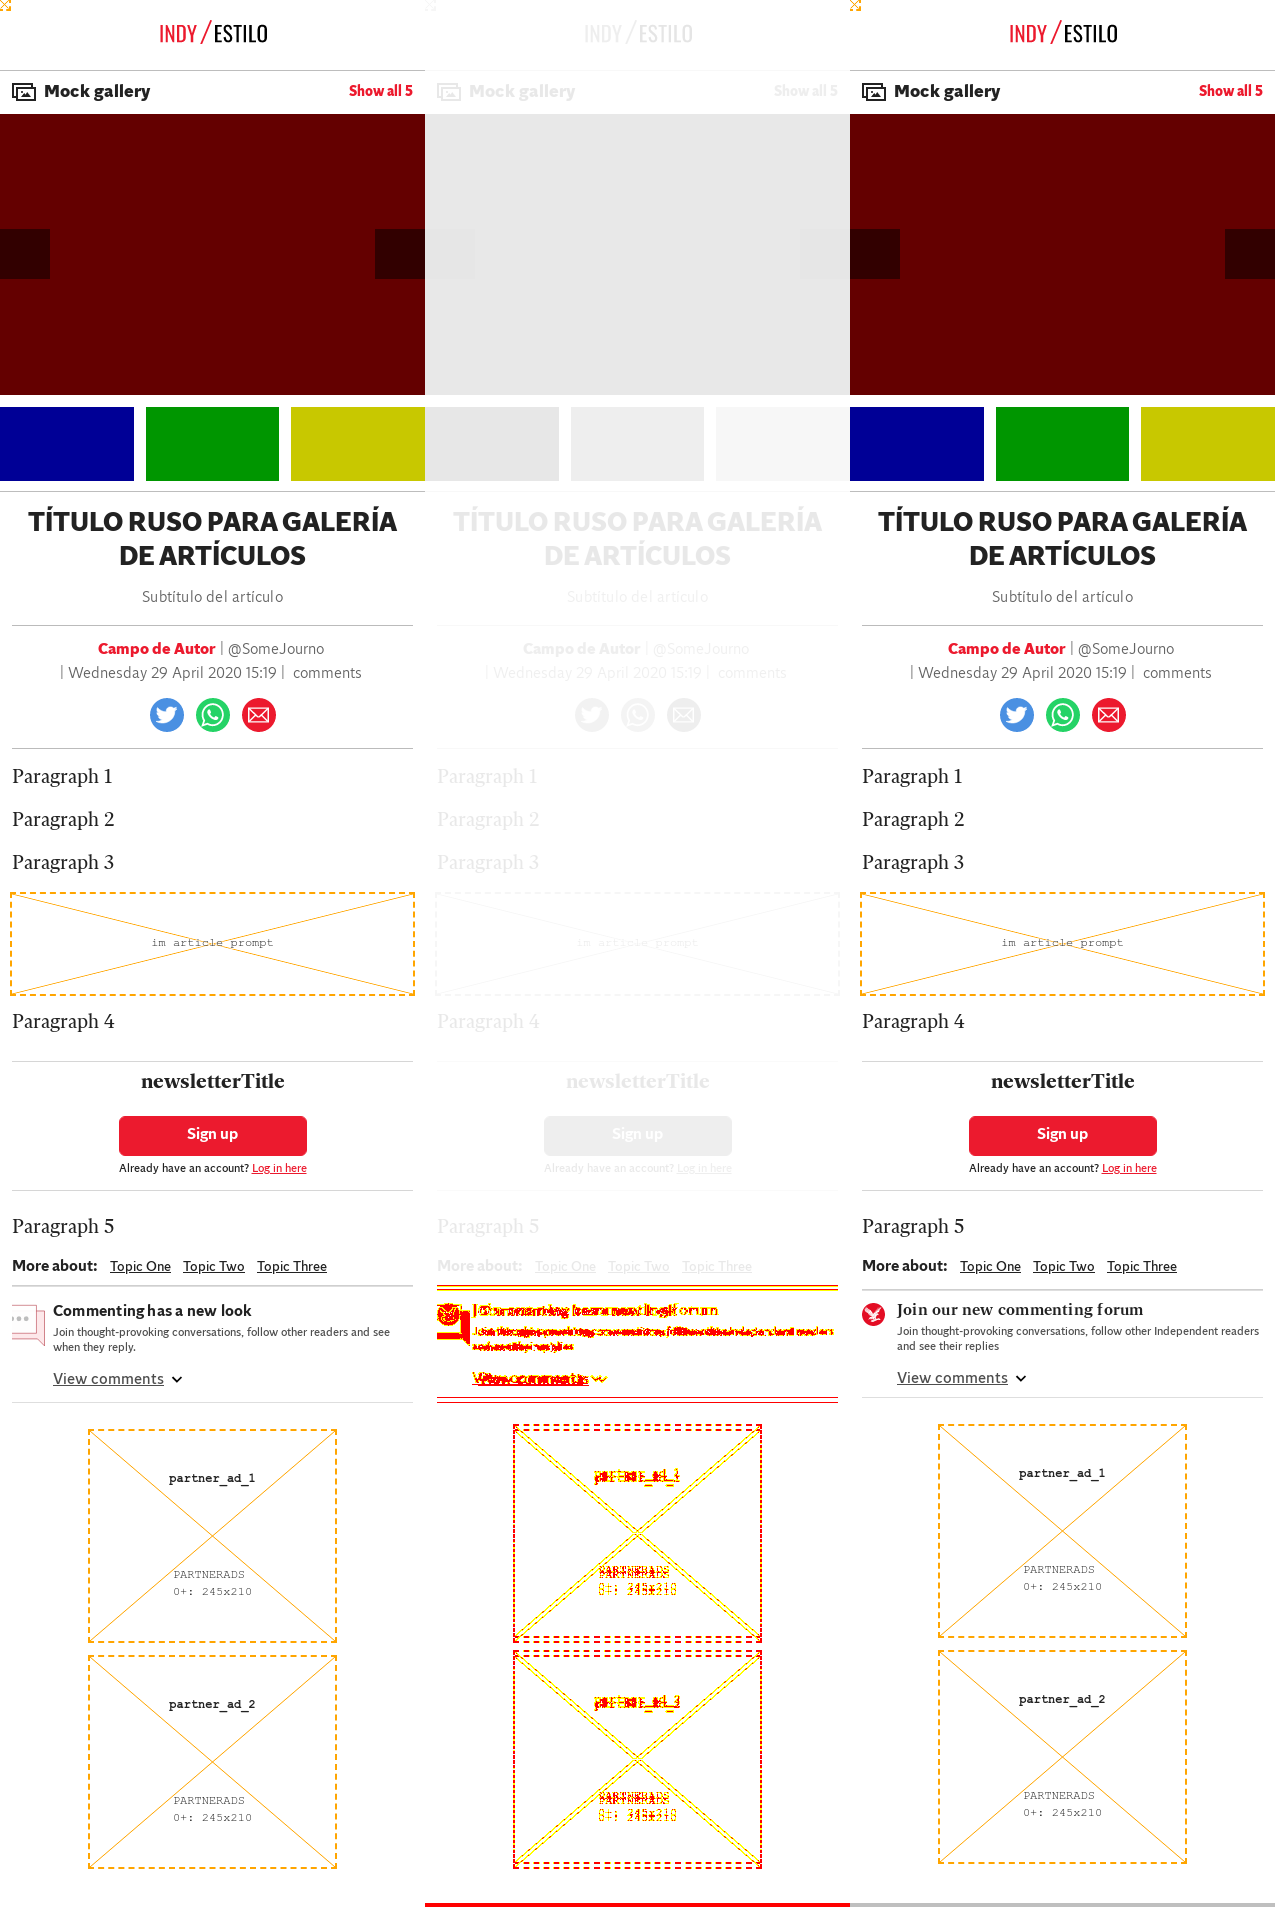 INDY/ESTILO
Mock gallery Show all 5
TÍTULO RUSO PARA GALERÍA
DE ARTÍCULOS
Subtítulo del artículo
Campo de Autor | @SomeJourno
| Wednesday 29 April 2020 15:19 | comments
Paragraph 1
Paragraph 2
Paragraph 3
im article prompt
Paragraph 4
newsletterTitle
Sign up
Already have an account? Log in here
Paragraph 5
More about: Topic One Topic Two Topic Three
Commenting has a new look
Join thought-provoking conversations, follow other readers and see
when they reply.
View comments
partner_ad_1
PARTNERADS
0+: 245x210
partner_ad_2
PARTNERADS
0+: 245x210
INDY/ESTILO
Mock gallery Show all 5
TÍTULO RUSO PARA GALERÍA
DE ARTÍCULOS
Subtítulo del artículo
Campo de Autor | @SomeJourno
| Wednesday 29 April 2020 15:19 | comments
Paragraph 1
Paragraph 2
Paragraph 3
im article prompt
Paragraph 4
newsletterTitle
Sign up
Already have an account? Log in here
Paragraph 5
More about: Topic One Topic Two Topic Three
INDY/ESTILO
Mock gallery Show all 5
TÍTULO RUSO PARA GALERÍA
DE ARTÍCULOS
Subtítulo del artículo
Campo de Autor | @SomeJourno
| Wednesday 29 April 2020 15:19 | comments
Paragraph 1
Paragraph 2
Paragraph 3
im article prompt
Paragraph 4
newsletterTitle
Sign up
Already have an account? Log in here
Paragraph 5
More about: Topic One Topic Two Topic Three
Join our new commenting forum
Join thought-provoking conversations, follow other Independent readers
and see their replies
View comments
partner_ad_1
PARTNERADS
0+: 245x210
partner_ad_2
PARTNERADS
0+: 245x210